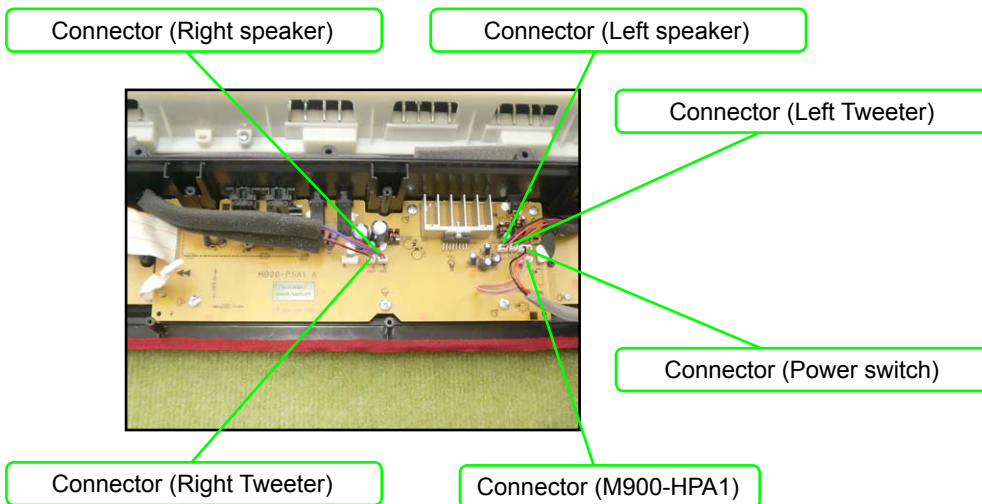 Connector (Right speaker)
Connector (Left speaker)
Connector (Left Tweeter)
M900-PSA1 A
Connector (Power switch)
Connector (Right Tweeter)
Connector (M900-HPA1)